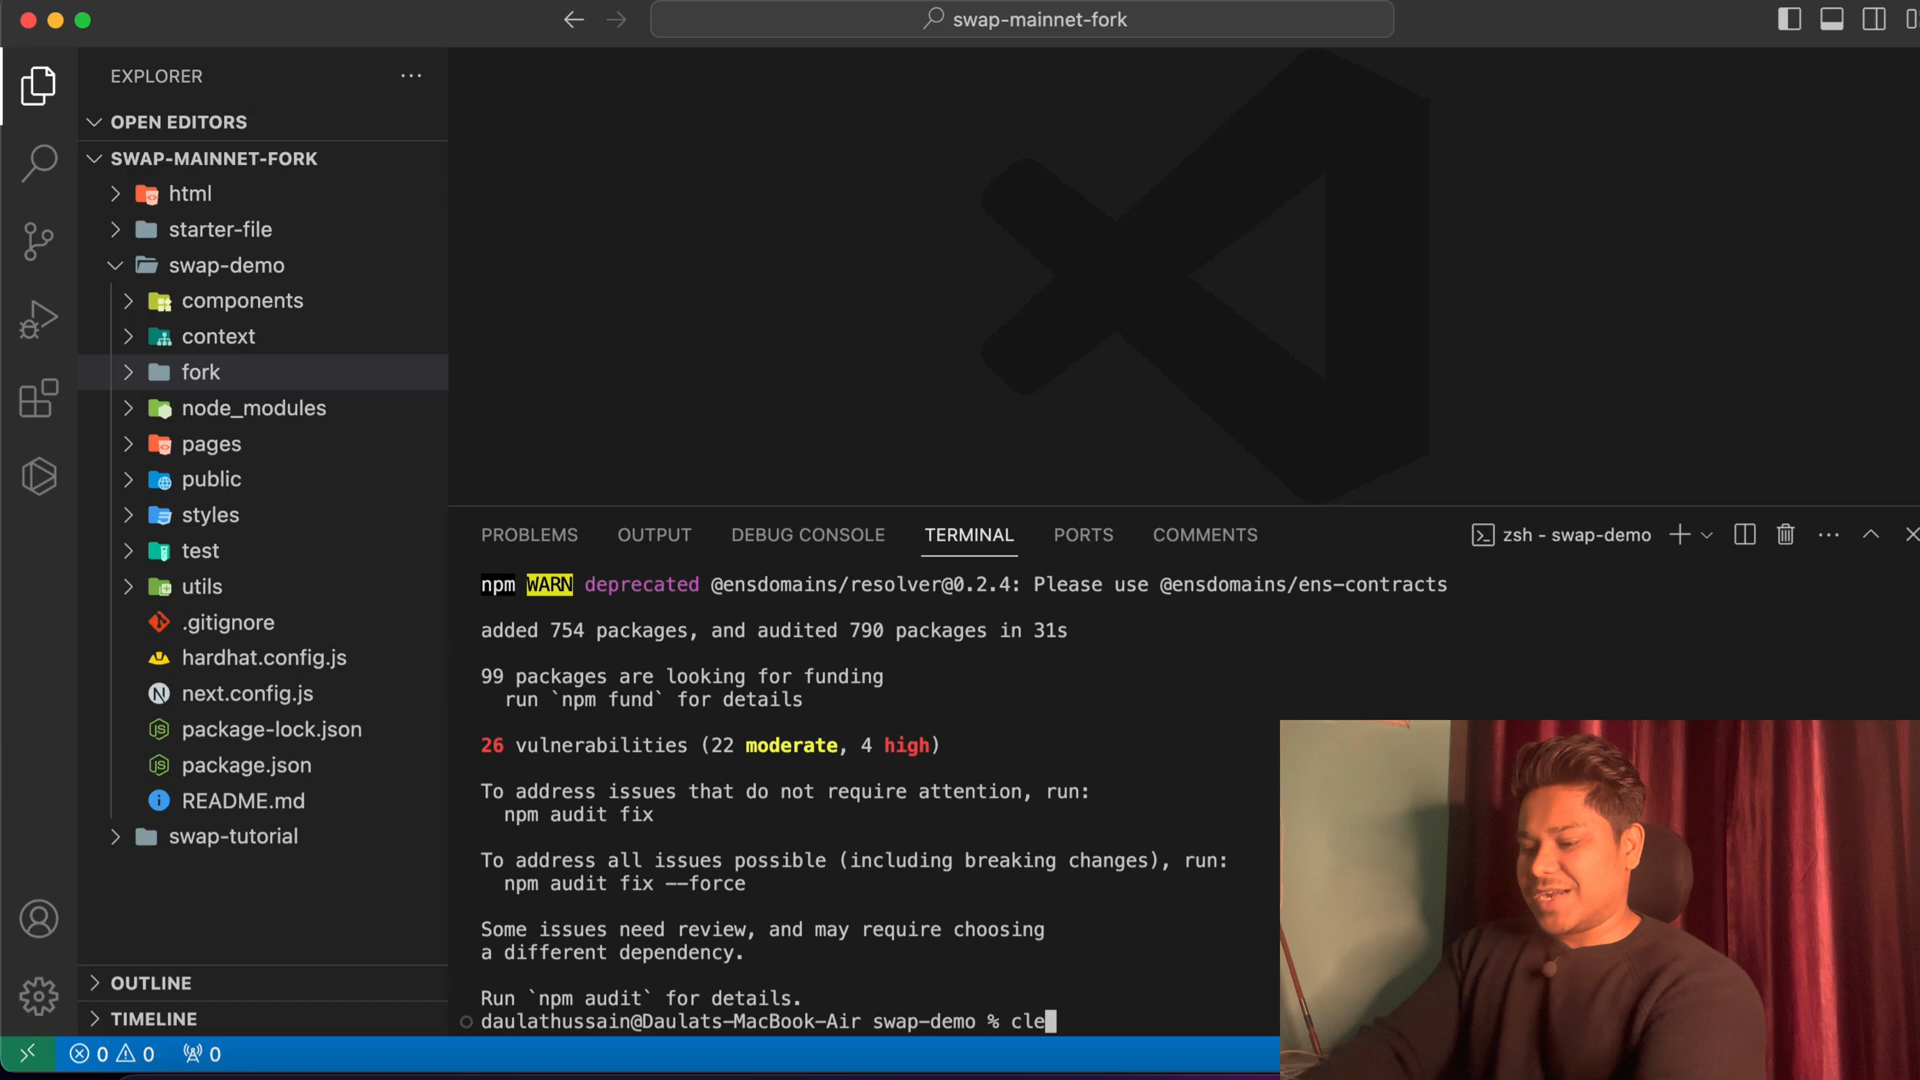 swap-mainnet-fork
EXPLORER
OPEN EDITORS
SWAP-MAINNET-FORK
html
starter-file
swap-demo
components
context
fork
node_modules
pages
public
styles
test
utils
.gitignore
hardhat.config.js
next.config.js
package-lock.json
package.json
README.md
swap-tutorial
OUTLINE
TIMELINE
0 0 0
PROBLEMS OUTPUT DEBUG CONSOLE TERMINAL PORTS COMMENTS zsh - swap-demo
npm WARN deprecated @ensdomains/resolver@0.2.4: Please use @ensdomains/ens-contracts
added 754 packages, and audited 790 packages in 31s
99 packages are looking for funding
run `npm fund` for details
26 vulnerabilities (22 moderate, 4 high)
To address issues that do not require attention, run:
npm audit fix
To address all issues possible (including breaking changes), run:
npm audit fix --force
Some issues need review, and may require choosing
a different dependency.
Run `npm audit` for details.
daulathussain@Daulats-MacBook-Air swap-demo % cle